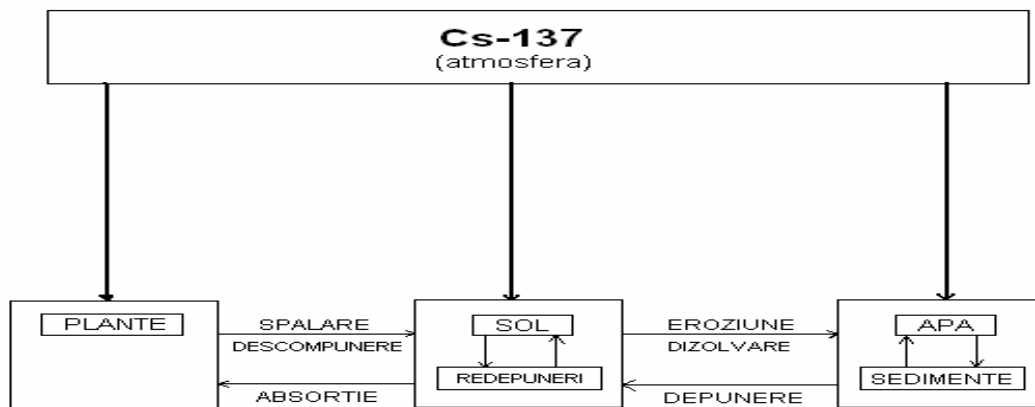 Cs-137
(atmosfera)
PLANTE
SPALARE
DESCOMPUNERE
ABSORTIE
SOL
REDEPUNERI
EROZIUNE
DIZOLVARE
DEPUNERE
APA
SEDIMENTE